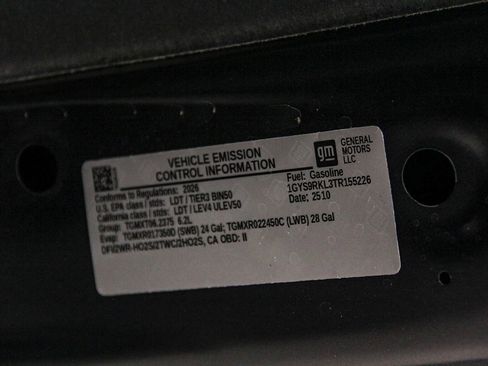 VEHICLE EMISSION
CONTROL INFORMATION
gm
GENERAL
MOTORS
LLC
Conforms to Regulations: 2026
U.S. EPA class / stds: LDT / TIER3 BIN50
California class / stds: LDT / LEV4 ULEV50
Group: TGMXT06.2375 6.2L
Evap: TGMXR017350D (SWB) 24 Gal; TGMXR022450C (LWB) 28 Gal
DFI/2WR-HO2S/2TWC/2HO2S, CA OBD: II
Fuel: Gasoline
1GYS9RKL3TR155226
Date: 2510